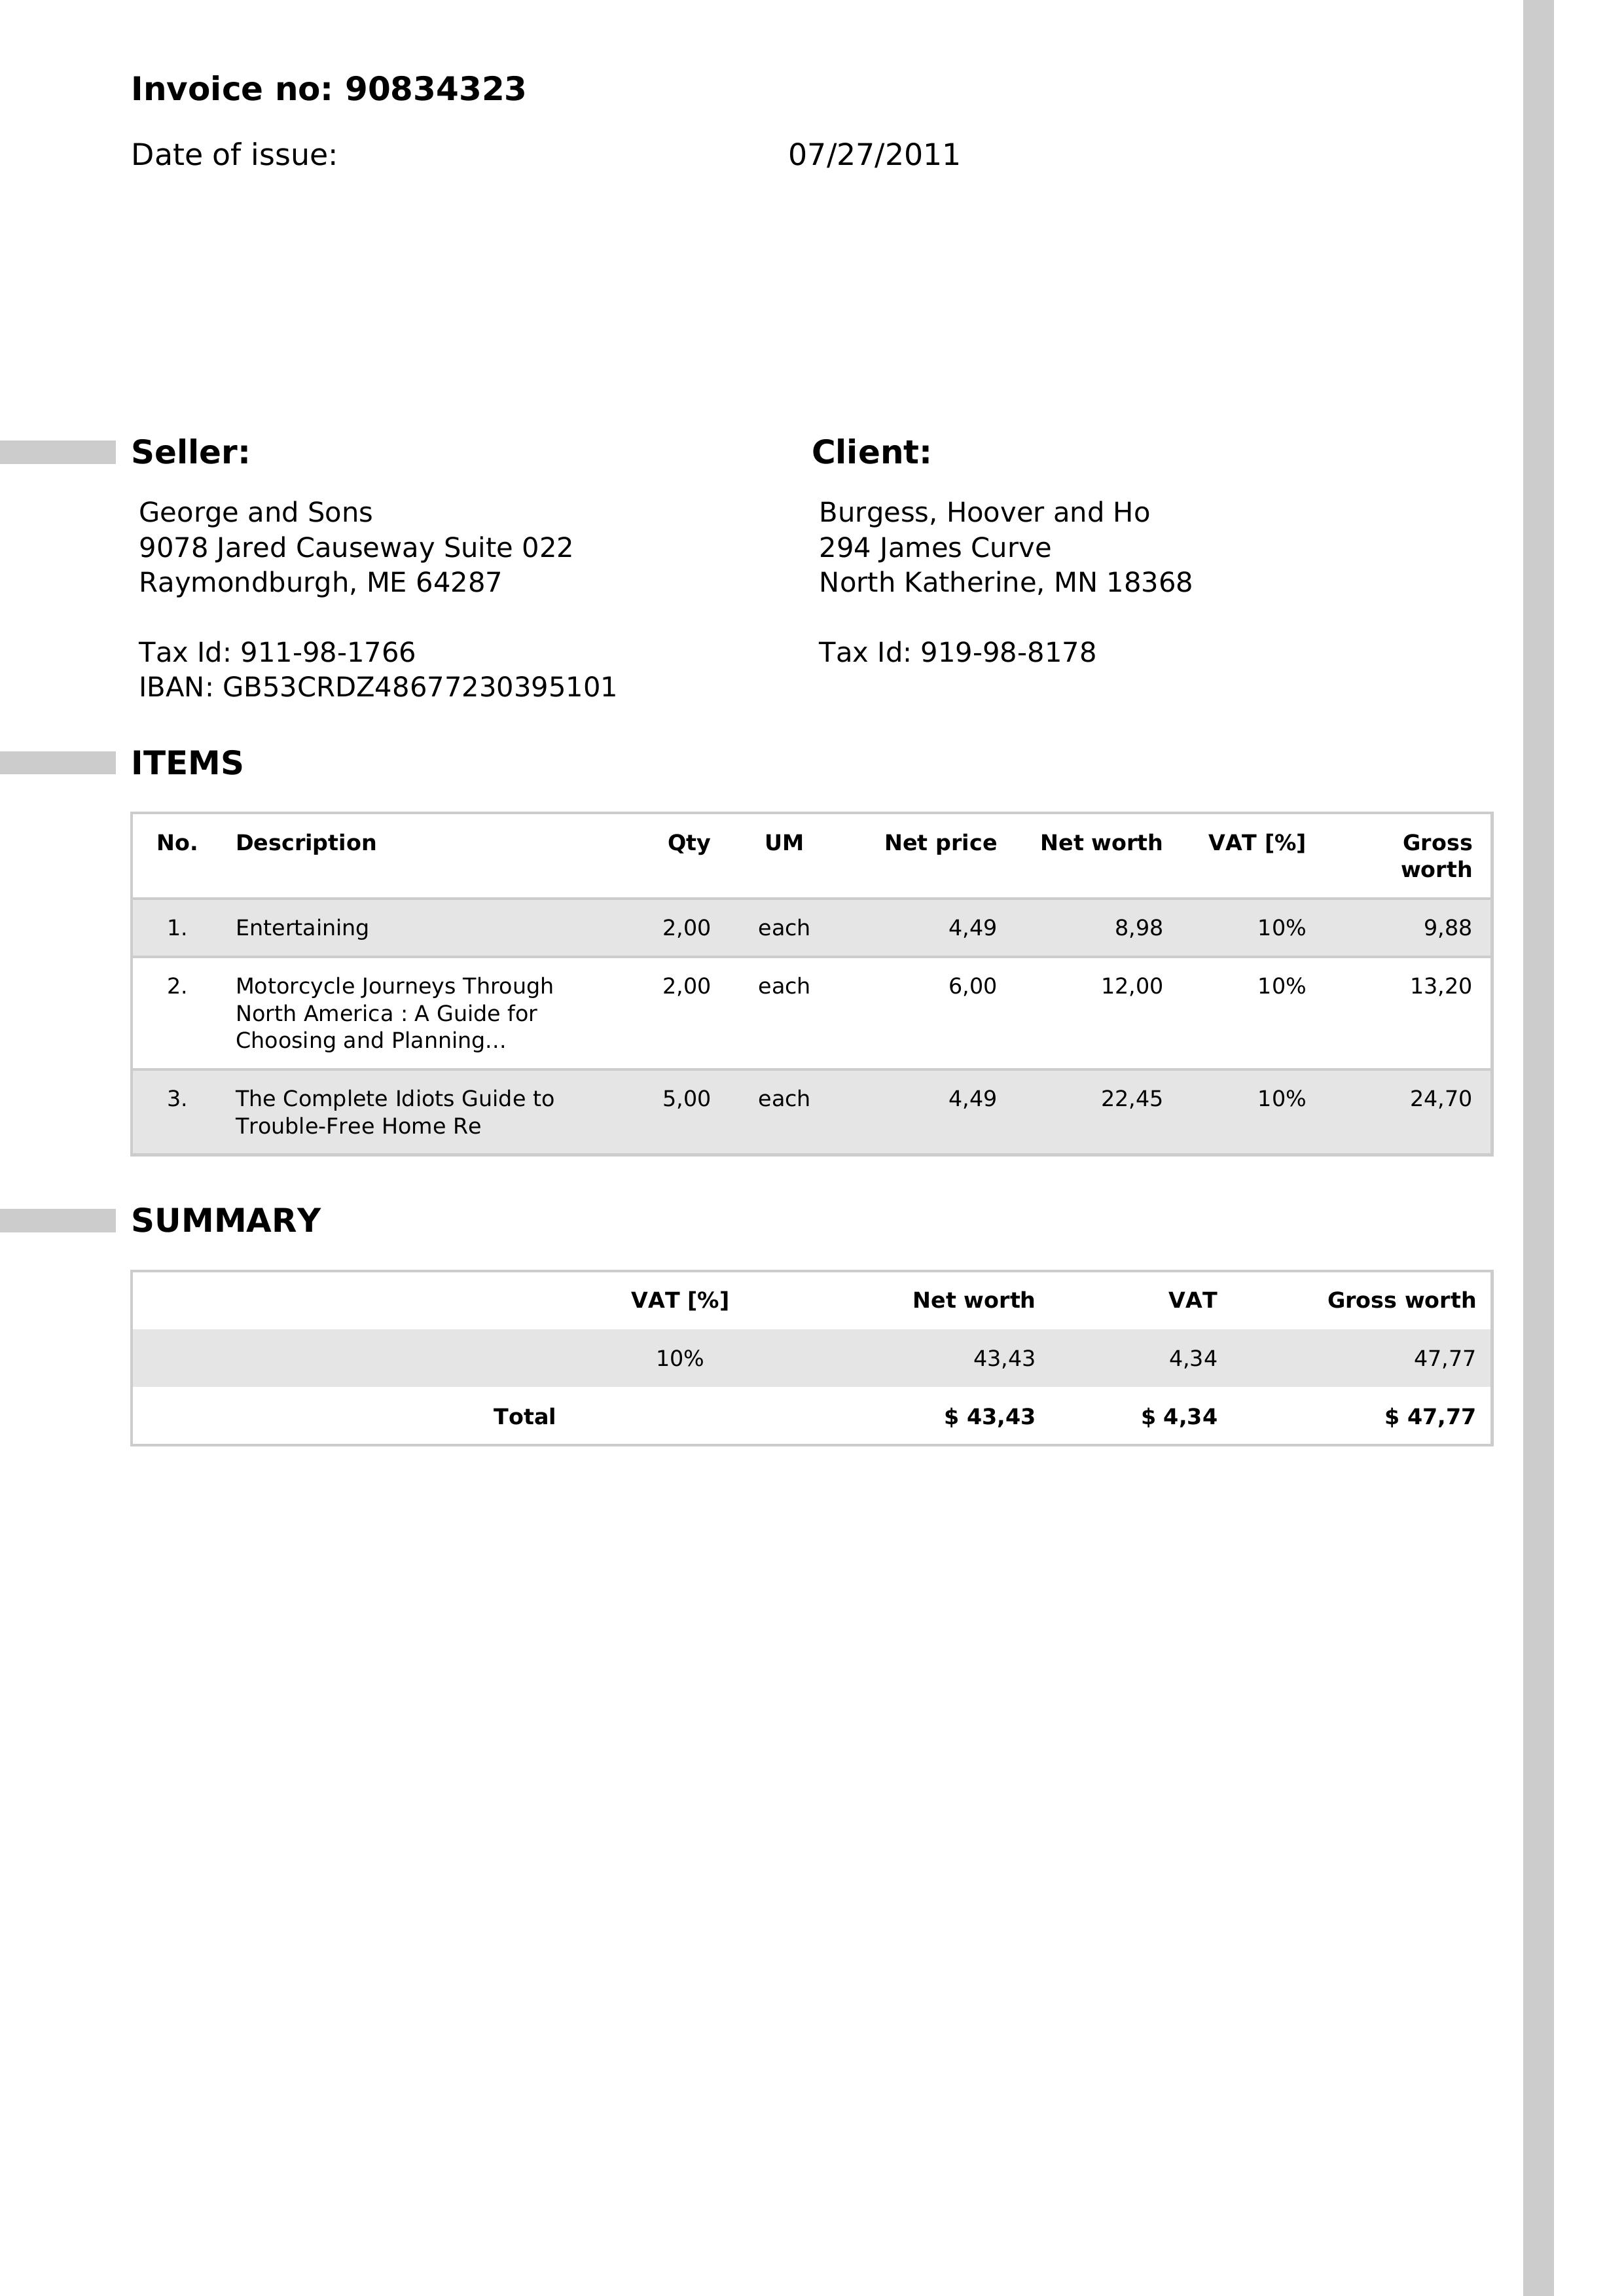 Invoice no: 90834323
Date of issue: 07/27/2011
Seller:
George and Sons
9078 Jared Causeway Suite 022
Raymondburgh, ME 64287
Tax Id: 911-98-1766
IBAN: GB53CRDZ48677230395101
Client:
Burgess, Hoover and Ho
294 James Curve
North Katherine, MN 18368
Tax Id: 919-98-8178
ITEMS
No. Description Qty UM Net price Net worth VAT [%] Gross
worth
1. Entertaining 2,00 each 4,49 8,98 10% 9,88
2. Motorcycle Journeys Through 2,00 each 6,00 12,00 10% 13,20
North America : A Guide for
Choosing and Planning...
3. The Complete Idiots Guide to 5,00 each 4,49 22,45 10% 24,70
Trouble-Free Home Re
SUMMARY
VAT [%] Net worth VAT Gross worth
10% 43,43 4,34 47,77
Total $ 43,43 $ 4,34 $ 47,77